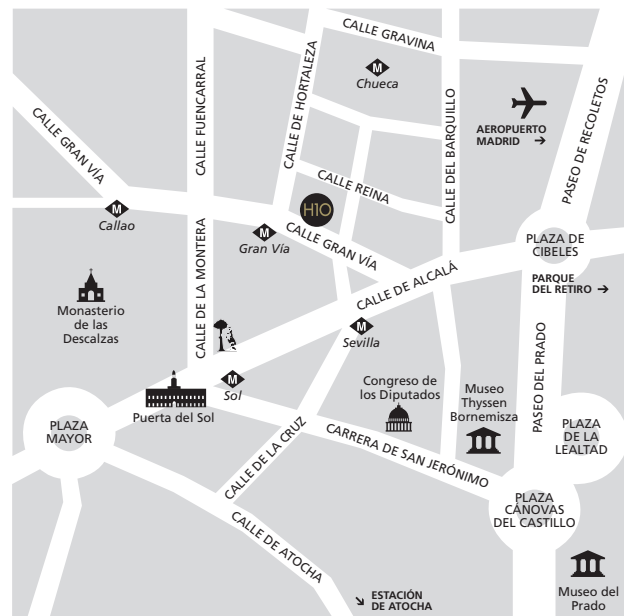 CALLE GRAVINA
M
Chueca
CALLE FUENCARRAL
CALLE DE HORTALEZA
CALLE DEL BARQUILLO
AEROPUERTO
MADRID →
PASEO DE RECOLETOS
CALLE GRAN VÍA
CALLE REINA
H10
M
Callao
M
Gran Vía
CALLE GRAN VÍA
PLAZA DE
CIBELES
CALLE DE LA MONTERA
CALLE DE ALCALÁ
PARQUE
DEL RETIRO →
Monasterio
de las
Descalzas
M
Sevilla
PASEO DEL PRADO
M
Sol
Puerta del Sol
Congreso de
los Diputados
Museo
Thyssen
Bornemisza
PLAZA
MAYOR
PLAZA
DE LA
LEALTAD
CALLE DE LA CRUZ
CARRERA DE SAN JERÓNIMO
PLAZA
CÁNOVAS
DEL CASTILLO
CALLE DE ATOCHA
↘ ESTACIÓN
DE ATOCHA
Museo del
Prado